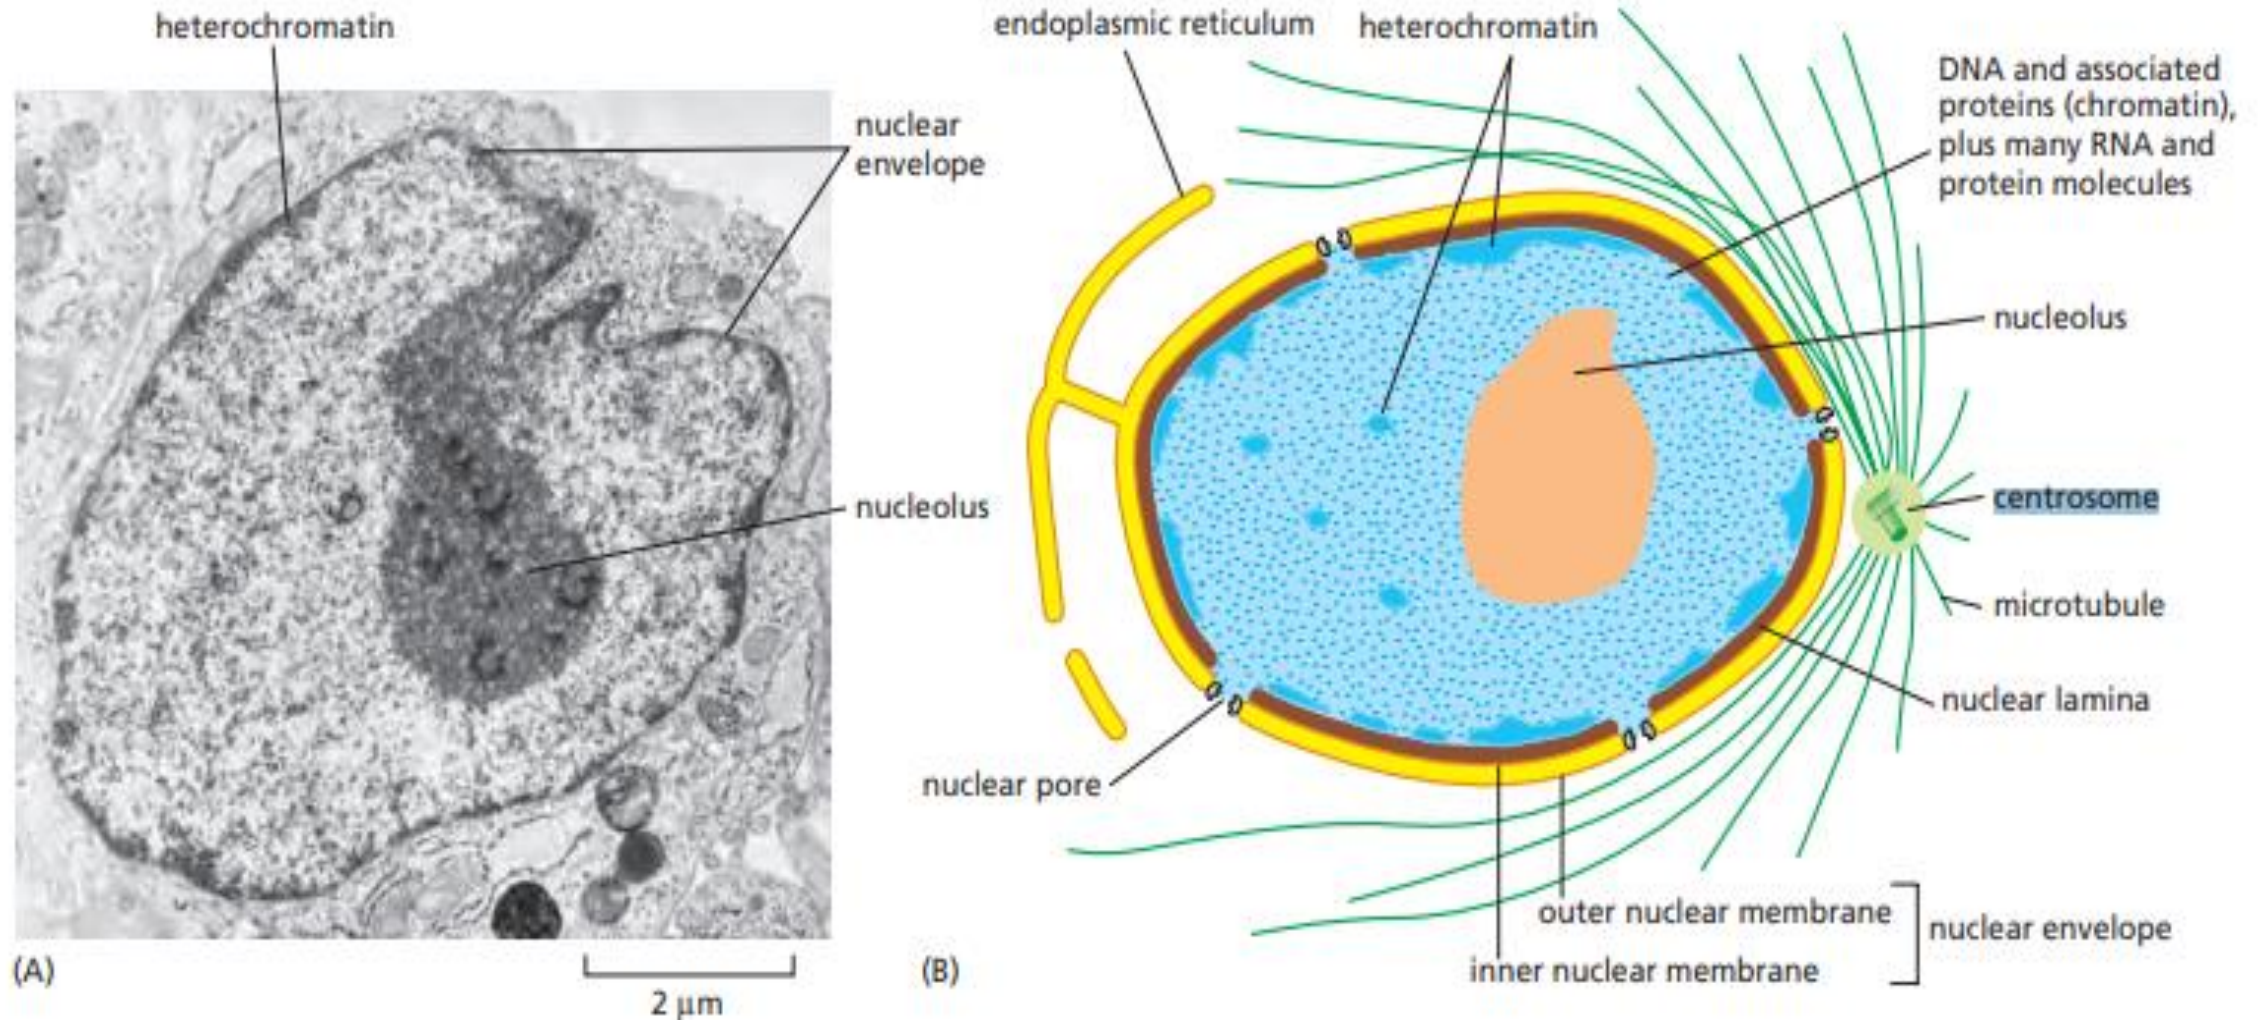 heterochromatin
nuclear
envelope
nucleolus
(A)
2 μm
endoplasmic reticulum
heterochromatin
DNA and associated
proteins (chromatin),
plus many RNA and
protein molecules
nucleolus
centrosome
microtubule
nuclear lamina
nuclear pore
outer nuclear membrane
inner nuclear membrane
nuclear envelope
(B)